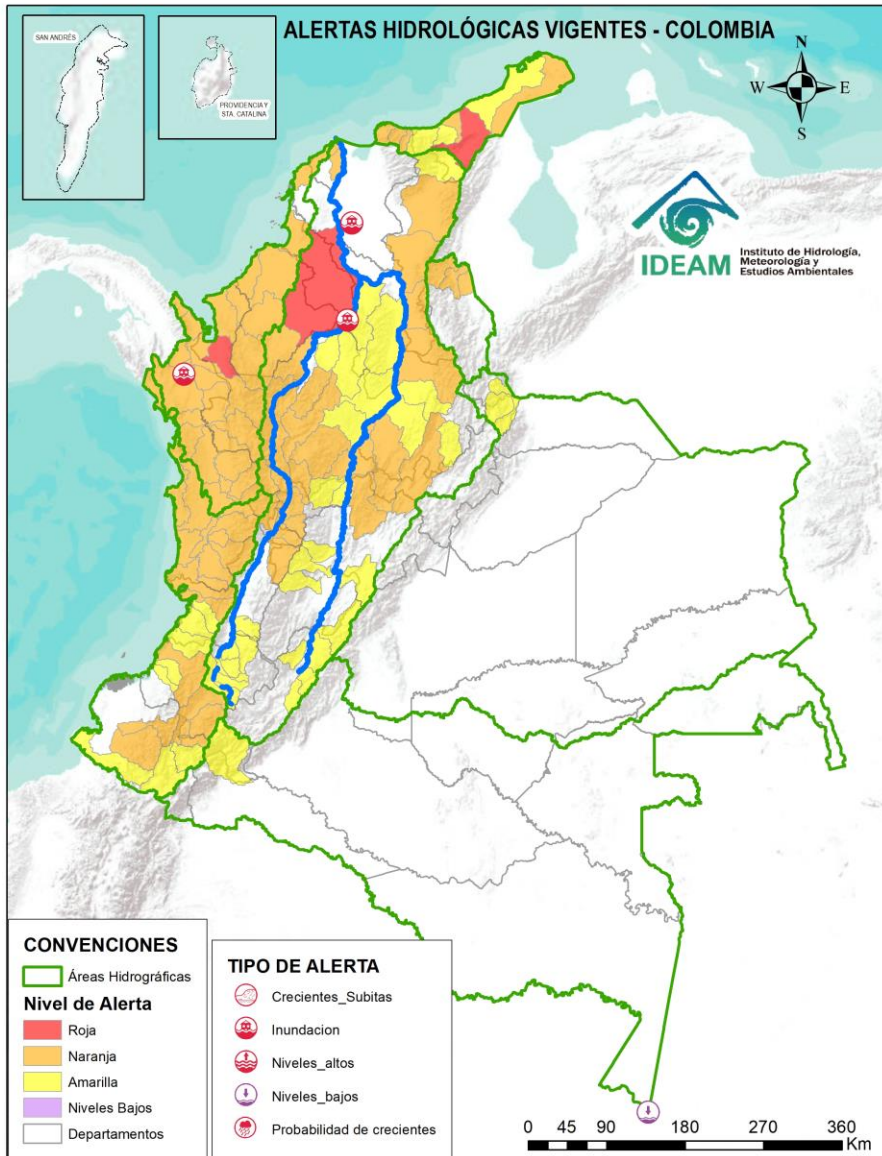 ALERTAS HIDROLÓGICAS VIGENTES - COLOMBIA
SAN ANDRÉS
PROVIDENCIA Y
STA. CATALINA
N
W
E
S
IDEAM
Instituto de Hidrología,
Meteorología y
Estudios Ambientales
CONVENCIONES
Áreas Hidrográficas
Nivel de Alerta
Roja
Naranja
Amarilla
Niveles Bajos
Departamentos
TIPO DE ALERTA
Crecientes_Subitas
Inundacion
Niveles_altos
Niveles_bajos
Probabilidad de crecientes
0 45 90 180 270 360
Km